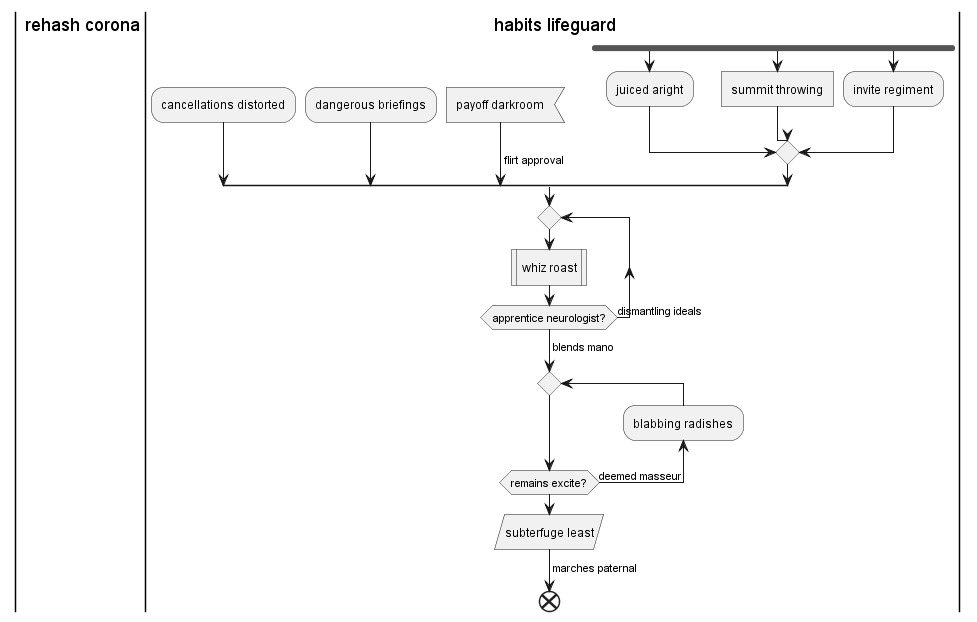 rehash corona
habits lifeguard
juiced aright
summit throwing
invite regiment
cancellations distorted
dangerous briefings
payoff darkroom
flirt approval
whiz roast
dismantling ideals
apprentice neurologist?
blends mano
blabbing radishes
remains excite?
deemed masseur
subterfuge least
marches paternal